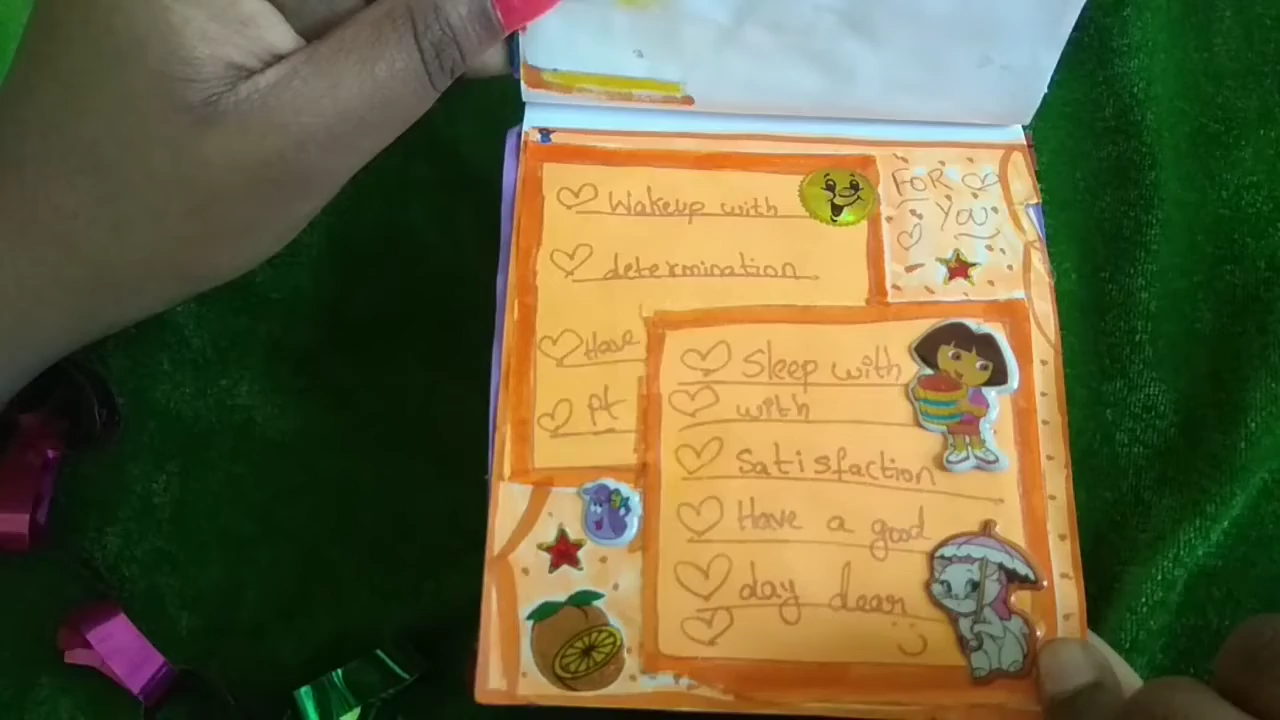 Wakeup with
determination
Have
Pt
FOR
YOU
Sleep with
with
Satisfaction
Have a good
day dear